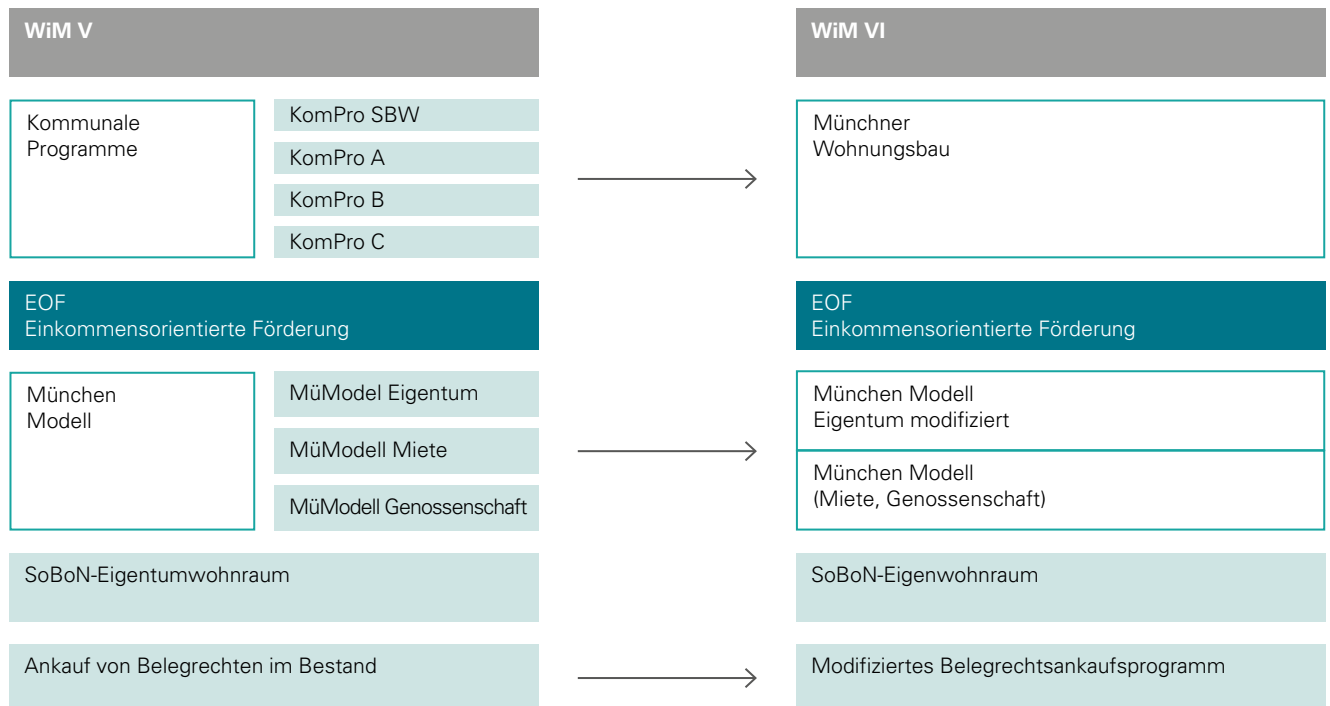 WiM V
WiM VI
Kommunale
Programme
KomPro SBW
KomPro A
KomPro B
KomPro C
Münchner
Wohnungsbau
EOF
Einkommensorientierte Förderung
EOF
Einkommensorientierte Förderung
München
Modell
MüModel Eigentum
MüModell Miete
MüModell Genossenschaft
München Modell
Eigentum modifiziert
München Modell
(Miete, Genossenschaft)
SoBoN-Eigentumwohnraum
SoBoN-Eigenwohnraum
Ankauf von Belegrechten im Bestand
Modifiziertes Belegrechtsankaufsprogramm